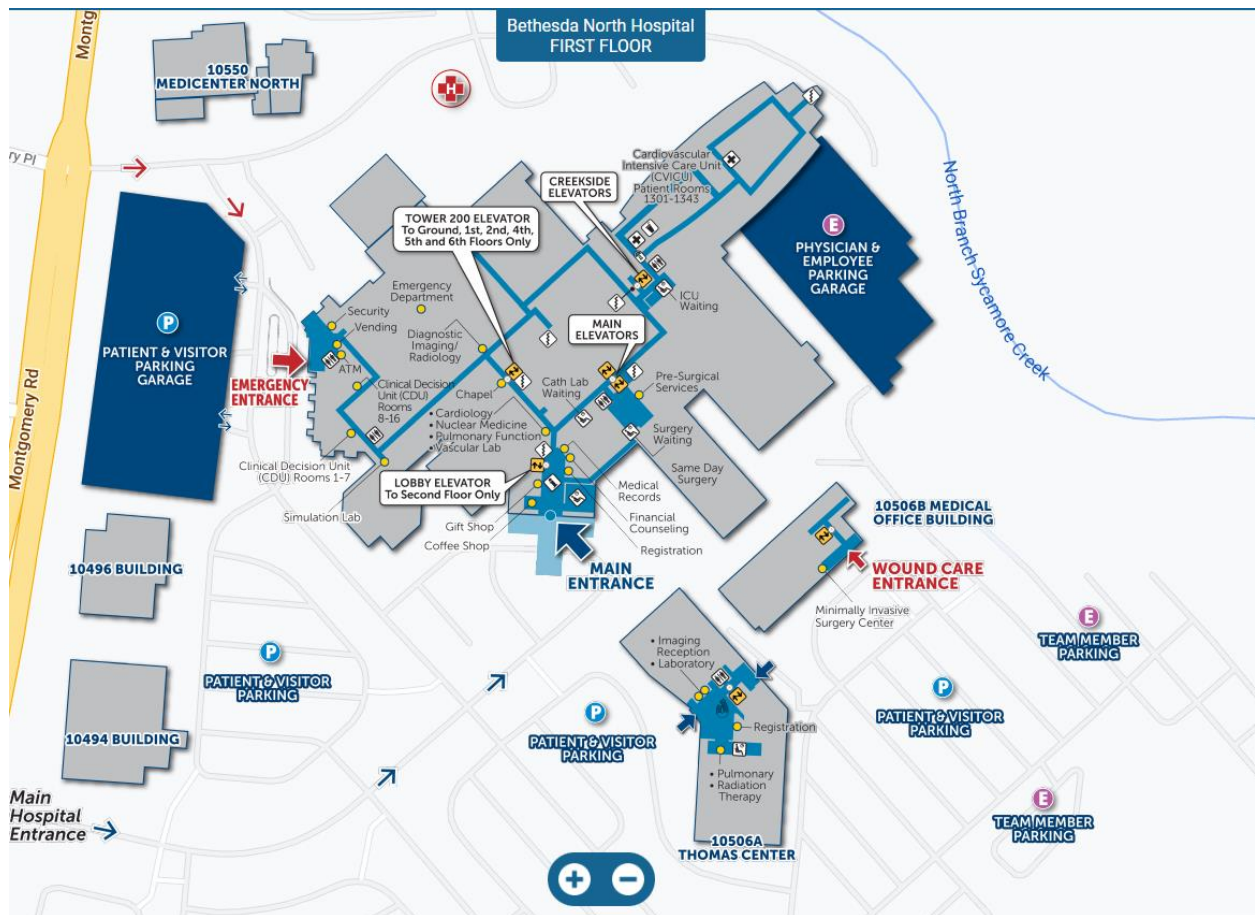 Bethesda North Hospital
FIRST FLOOR
Montg
10550
MEDICENTER NORTH
H
ry Pl
Cardiovascular
Intensive Care Unit
(CVICU)
Patient Rooms
1301-1343
CREEKSIDE
ELEVATORS
TOWER 200 ELEVATOR
To Ground, 1st, 2nd, 4th,
5th and 6th Floors Only
North Branch Sycamore Creek
E
PHYSICIAN &
EMPLOYEE
PARKING
GARAGE
Emergency
Department
ICU
Waiting
Security
Vending
MAIN
ELEVATORS
Diagnostic
Imaging/
Radiology
P
PATIENT & VISITOR
PARKING
GARAGE
ATM
EMERGENCY
ENTRANCE
Clinical Decision
Unit (CDU)
Rooms
8-16
Chapel
Cath Lab
Waiting
Pre-Surgical
Services
• Cardiology
• Nuclear Medicine
• Pulmonary Function
• Vascular Lab
Surgery
Waiting
Montgomery Rd
Clinical Decision Unit
(CDU) Rooms 1-7
LOBBY ELEVATOR
To Second Floor Only
Same Day
Surgery
Medical
Records
Simulation Lab
Financial
Counseling
Gift Shop
Coffee Shop
Registration
MAIN
ENTRANCE
10506B MEDICAL
OFFICE BUILDING
WOUND CARE
ENTRANCE
10496 BUILDING
Minimally Invasive
Surgery Center
E
TEAM MEMBER
PARKING
P
PATIENT & VISITOR
PARKING
• Imaging
Reception
• Laboratory
P
PATIENT & VISITOR
PARKING
P
PATIENT & VISITOR
PARKING
Registration
10494 BUILDING
• Pulmonary
• Radiation
Therapy
Main
Hospital
Entrance
E
TEAM MEMBER
PARKING
10506A
THOMAS CENTER